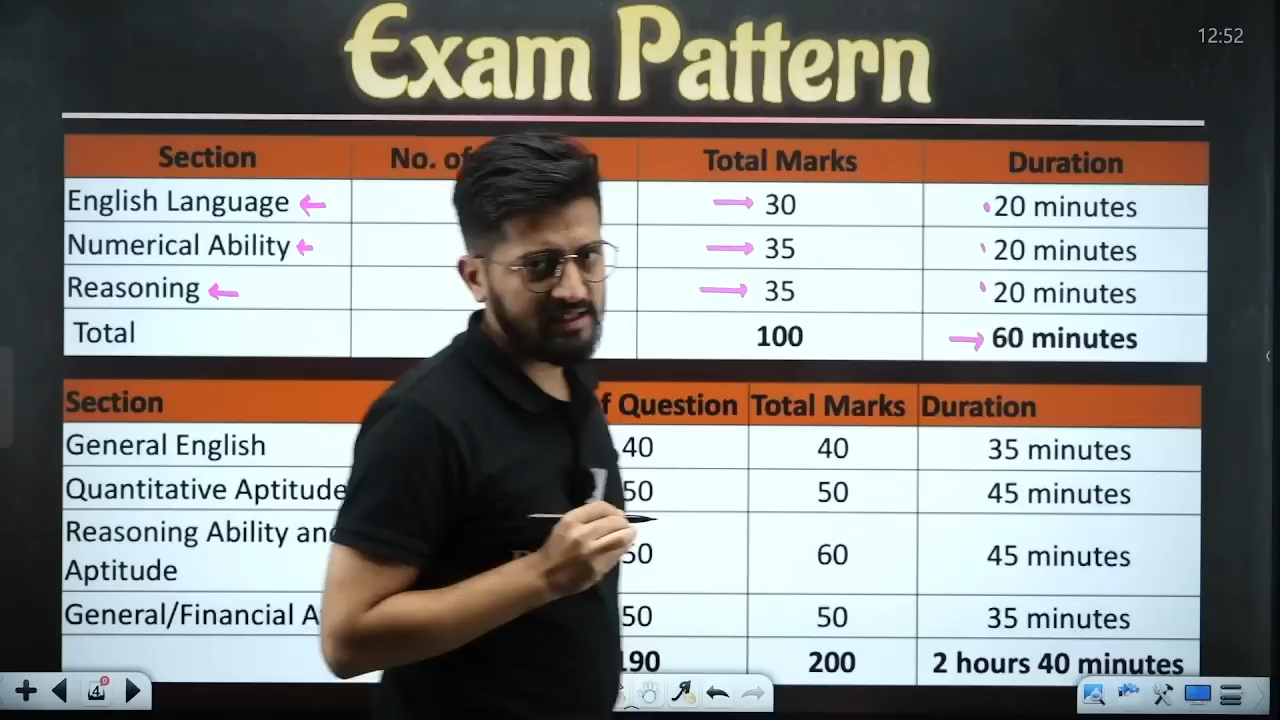 Exam Pattern
12:52
Section No. of Total Marks Duration
English Language 30 20 minutes
Numerical Ability 35 20 minutes
Reasoning 35 20 minutes
Total 100 60 minutes
Section f Question Total Marks Duration
General English 40 40 35 minutes
Quantitative Aptitude 50 50 45 minutes
Reasoning Ability and
Aptitude 50 60 45 minutes
General/Financial A 50 50 35 minutes
190 200 2 hours 40 minutes
4
0